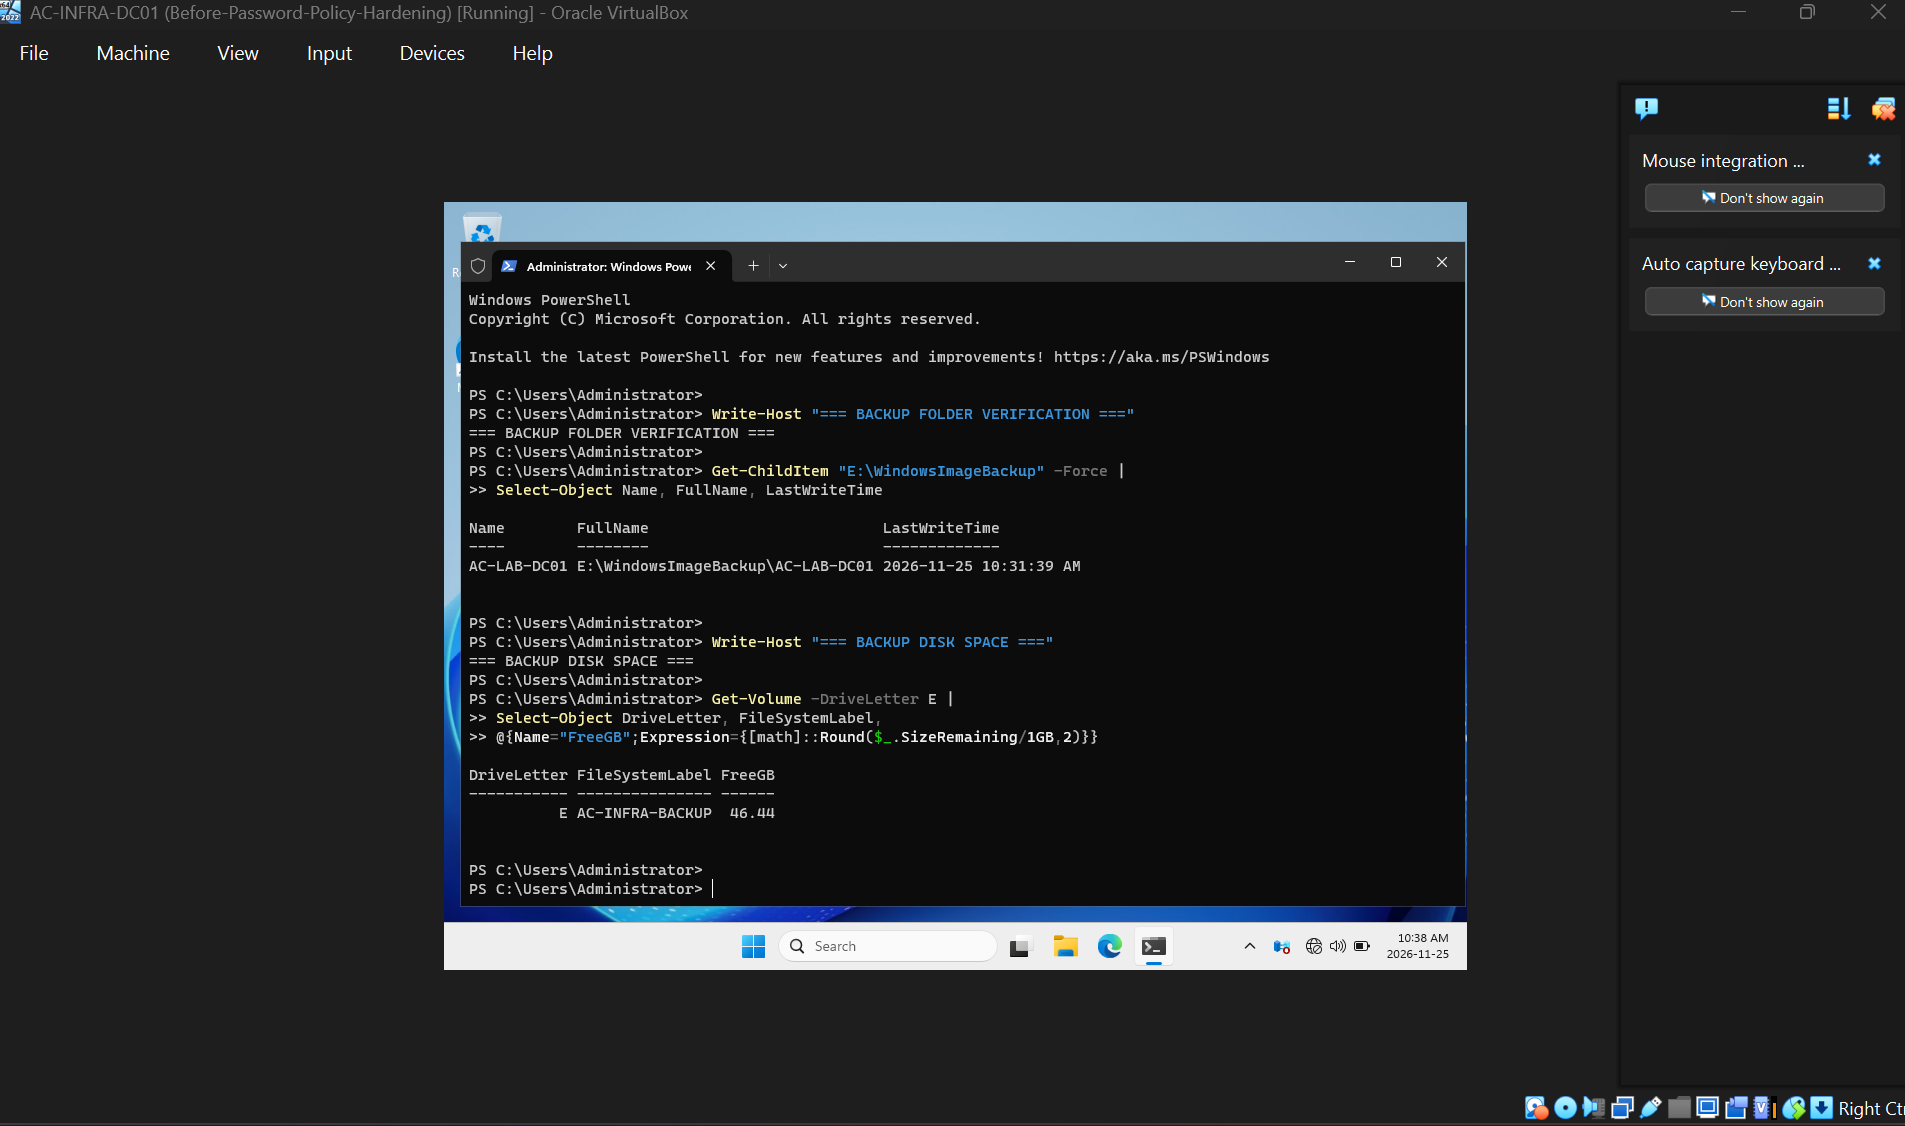 AC-INFRA-DC01 (Before-Password-Policy-Hardening) [Running] - Oracle VirtualBox
File Machine View Input Devices Help
Mouse integration ...
Don't show again
Auto capture keyboard ...
Don't show again
Administrator: Windows Powe
Windows PowerShell
Copyright (C) Microsoft Corporation. All rights reserved.
Install the latest PowerShell for new features and improvements! https://aka.ms/PSWindows
PS C:\Users\Administrator>
PS C:\Users\Administrator> Write-Host "=== BACKUP FOLDER VERIFICATION ==="
=== BACKUP FOLDER VERIFICATION ===
PS C:\Users\Administrator>
PS C:\Users\Administrator> Get-ChildItem "E:\WindowsImageBackup" -Force |
>> Select-Object Name, FullName, LastWriteTime
Name FullName LastWriteTime
---- -------- -------------
AC-LAB-DC01 E:\WindowsImageBackup\AC-LAB-DC01 2026-11-25 10:31:39 AM
PS C:\Users\Administrator>
PS C:\Users\Administrator> Write-Host "=== BACKUP DISK SPACE ==="
=== BACKUP DISK SPACE ===
PS C:\Users\Administrator>
PS C:\Users\Administrator> Get-Volume -DriveLetter E |
>> Select-Object DriveLetter, FileSystemLabel,
>> @{Name="FreeGB";Expression={[math]::Round($_.SizeRemaining/1GB,2)}}
DriveLetter FileSystemLabel FreeGB
----------- --------------- ------
E AC-INFRA-BACKUP 46.44
PS C:\Users\Administrator>
PS C:\Users\Administrator>
Search
10:38 AM
2026-11-25
Right Ct